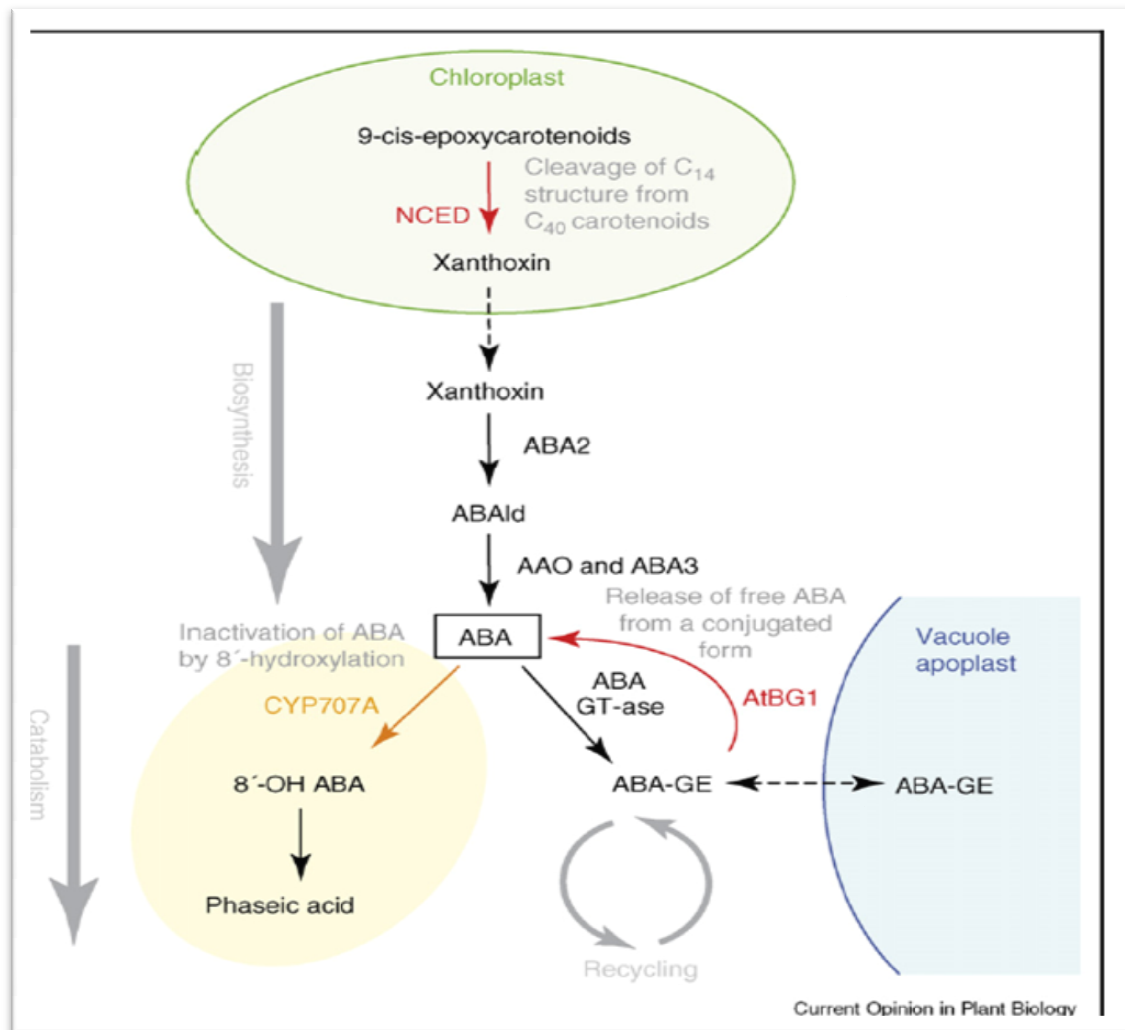 Chloroplast
9-cis-epoxycarotenoids
Cleavage of C₁₄
structure from
C₄₀ carotenoids
NCED
Xanthoxin
Biosynthesis
Xanthoxin
ABA2
ABAld
AAO and ABA3
Release of free ABA
from a conjugated
form
Inactivation of ABA
by 8´-hydroxylation
ABA
Vacuole
apoplast
ABA
GT-ase
AtBG1
CYP707A
Catabolism
8´-OH ABA
ABA-GE
ABA-GE
Phaseic acid
Recycling
Current Opinion in Plant Biology